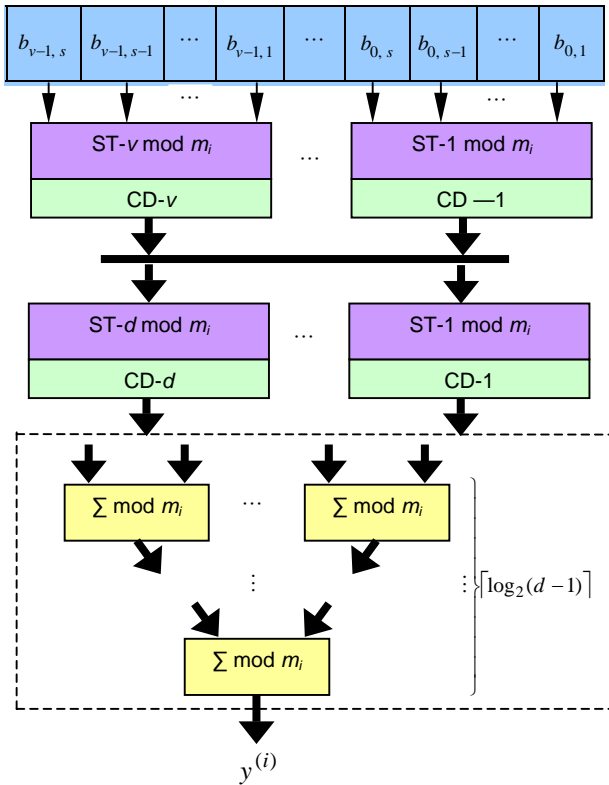 b_{v−1, s} b_{v−1, s−1} ... b_{v−1, 1} ... b_{0, s} b_{0, s−1} ... b_{0, 1}
... ...
ST-v mod m_i ... ST-1 mod m_i
CD-v CD —1
ST-d mod m_i ... ST-1 mod m_i
CD-d CD-1
∑ mod m_i ... ∑ mod m_i
⋮ ⋮ ⌈log_2(d −1)⌉
∑ mod m_i
y^{(i)}